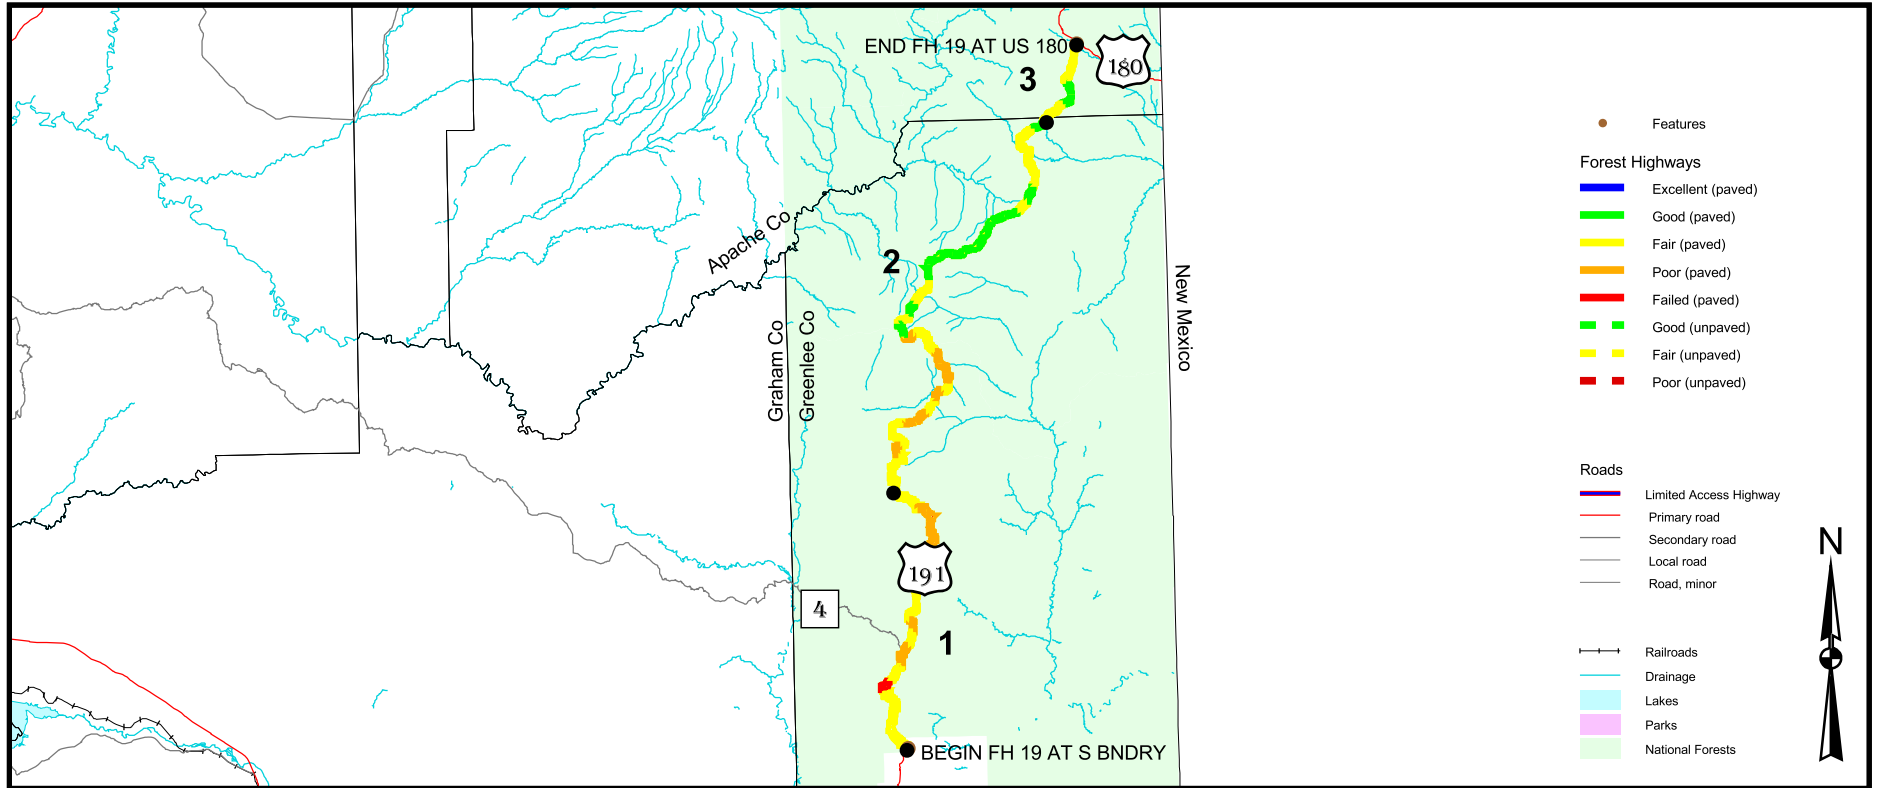 END FH 19 AT US 180
180
3
Apache Co
2
Graham Co
Greenlee Co
New Mexico
191
4
1
BEGIN FH 19 AT S BNDRY
Features
Forest Highways
Excellent (paved)
Good (paved)
Fair (paved)
Poor (paved)
Failed (paved)
Good (unpaved)
Fair (unpaved)
Poor (unpaved)
Roads
Limited Access Highway
Primary road
Secondary road
Local road
Road, minor
Railroads
Drainage
Lakes
Parks
National Forests
N